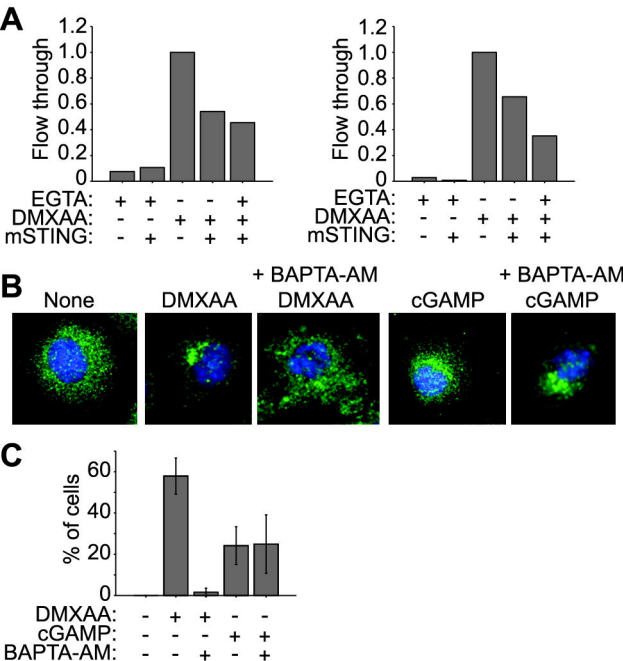 A
1.2
1.0
0.8
0.6
0.4
0.2
0
Flow through
EGTA: + + - - +
DMXAA: - - + + +
mSTING: - + - + +
1.2
1.0
0.8
0.6
0.4
0.2
0
Flow through
EGTA: + + - - +
DMXAA: - - + + +
mSTING: - + - + +
B
+ BAPTA-AM + BAPTA-AM
None DMXAA DMXAA cGAMP cGAMP
C
60
40
20
0
% of cells
DMXAA: - + + - -
cGAMP: - - - + +
BAPTA-AM: - - + - +